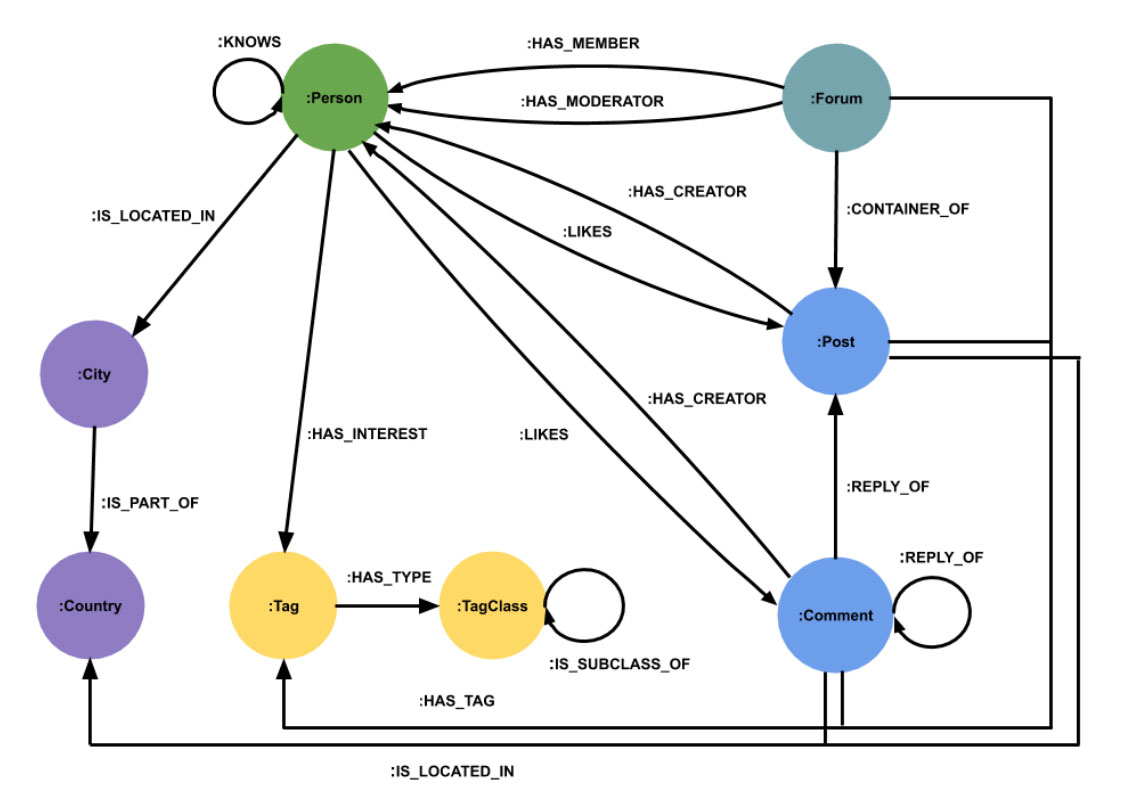 :KNOWS
:HAS_MEMBER
:Person
:HAS_MODERATOR
:Forum
:HAS_CREATOR
:IS_LOCATED_IN
:CONTAINER_OF
:LIKES
:Post
:City
:HAS_CREATOR
:HAS_INTEREST
:LIKES
:IS_PART_OF
:REPLY_OF
:REPLY_OF
:HAS_TYPE
:Country
:Tag
:TagClass
:Comment
:IS_SUBCLASS_OF
:HAS_TAG
:IS_LOCATED_IN